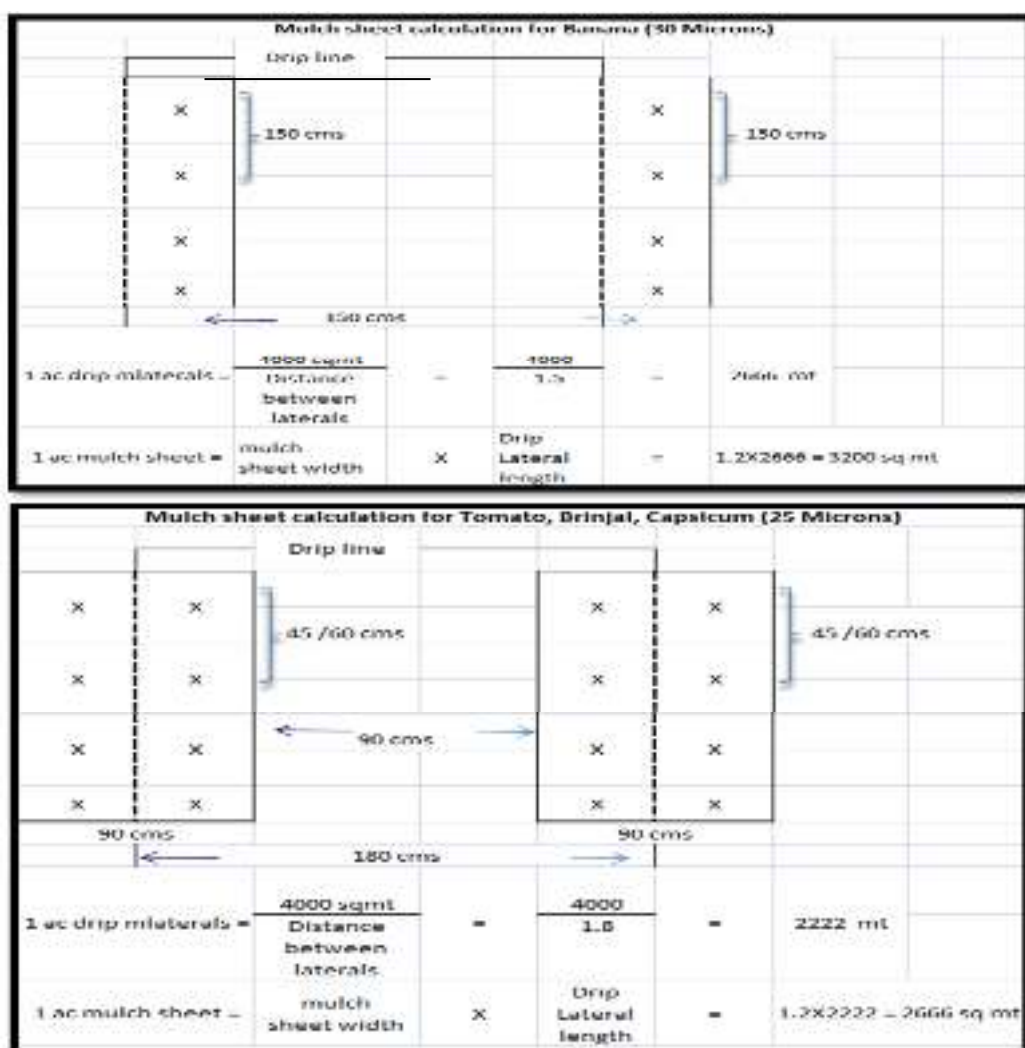 Mulch sheet calculation for Banana (30 Microns)
Drip line
x x
150 cms 150 cms
x x
x x
x x
150 cms
1 ac drip mlaterals = 4000 sqmt / Distance between laterals = 4000 / 1.5 = 2666 mt
1 ac mulch sheet = mulch sheet width X Drip Lateral length = 1.2X2666 = 3200 sq mt
Mulch sheet calculation for Tomato, Brinjal, Capsicum (25 Microns)
Drip line
x x x x
45 /60 cms 45 /60 cms
x x x x
90 cms
x x x x
x x x x
90 cms 90 cms
180 cms
1 ac drip mlaterals = 4000 sqmt / Distance between laterals = 4000 / 1.8 = 2222 mt
1 ac mulch sheet = mulch sheet width X Drip Lateral length = 1.2X2222 = 2666 sq mt